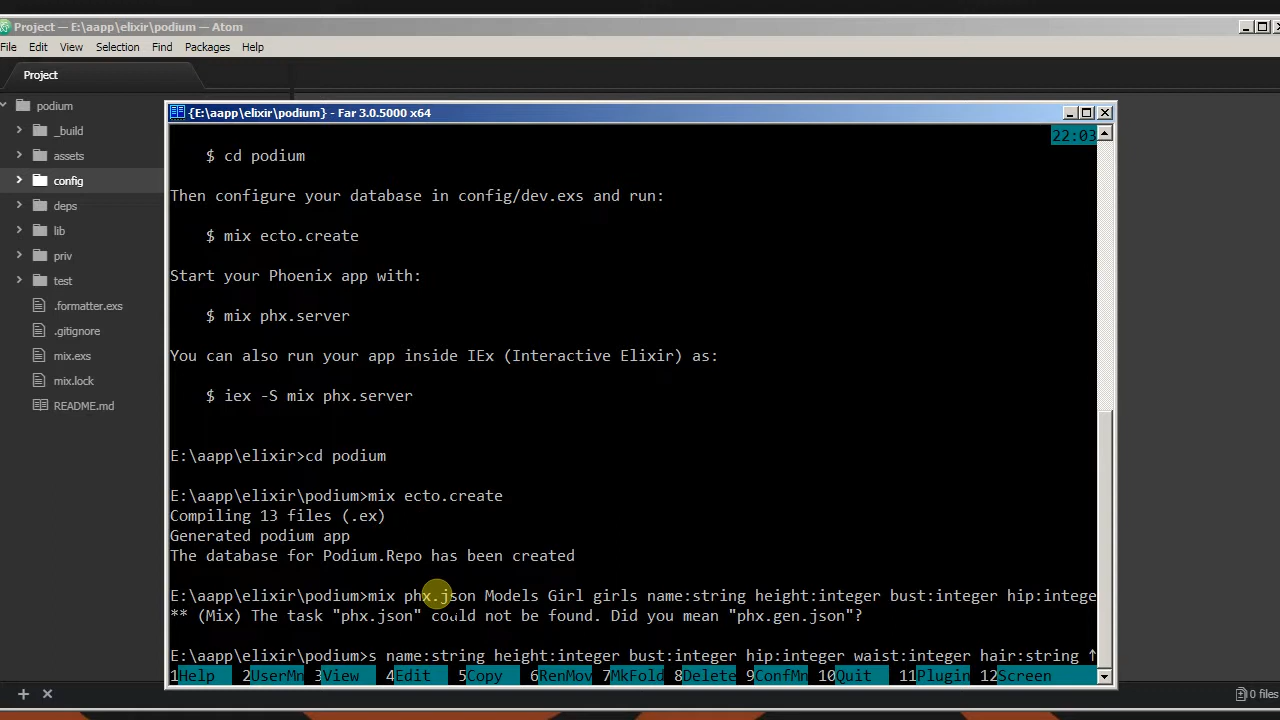 Project — E:\aapp\elixir\podium — Atom
File Edit View Selection Find Packages Help
Project
podium
_build
assets
config
deps
lib
priv
test
.formatter.exs
.gitignore
mix.exs
mix.lock
README.md
{E:\aapp\elixir\podium} - Far 3.0.5000 x64
22:03
$ cd podium
Then configure your database in config/dev.exs and run:
$ mix ecto.create
Start your Phoenix app with:
$ mix phx.server
You can also run your app inside IEx (Interactive Elixir) as:
$ iex -S mix phx.server
E:\aapp\elixir>cd podium
E:\aapp\elixir\podium>mix ecto.create
Compiling 13 files (.ex)
Generated podium app
The database for Podium.Repo has been created
E:\aapp\elixir\podium>mix phx.json Models Girl girls name:string height:integer bust:integer hip:intege
** (Mix) The task "phx.json" could not be found. Did you mean "phx.gen.json"?
E:\aapp\elixir\podium>s name:string height:integer bust:integer hip:integer waist:integer hair:string ↑
1Help 2UserMn 3View 4Edit 5Copy 6RenMov 7MkFold 8Delete 9ConfMn 10Quit 11Plugin 12Screen
0 files